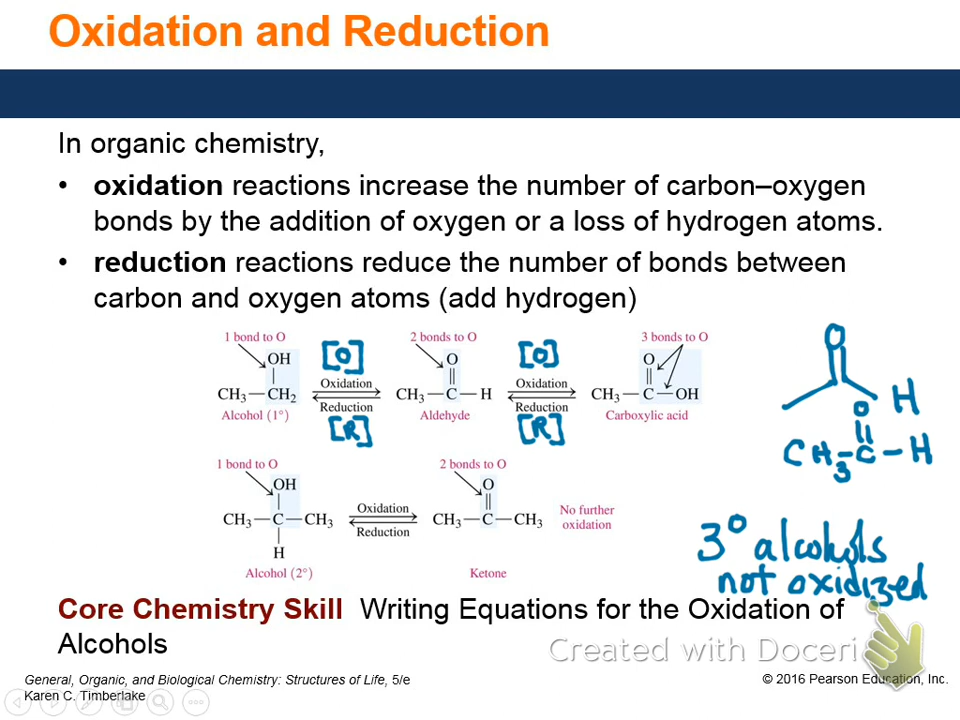 Oxidation and Reduction
In organic chemistry,
• oxidation reactions increase the number of carbon–oxygen
bonds by the addition of oxygen or a loss of hydrogen atoms.
• reduction reactions reduce the number of bonds between
carbon and oxygen atoms (add hydrogen)
1 bond to O
2 bonds to O
3 bonds to O
OH
[O]
O
[O]
O
Oxidation
Oxidation
CH₃—CH₂
CH₃—C—H
CH₃—C—OH
Reduction
Reduction
Alcohol (1°)
[R]
Aldehyde
[R]
Carboxylic acid
O
H
O
CH₃—C—H
1 bond to O
2 bonds to O
OH
O
Oxidation
CH₃—C—CH₃
CH₃—C—CH₃
Reduction
H
No further
oxidation
Alcohol (2°)
Ketone
3° alcohols
not oxidized
Core Chemistry Skill Writing Equations for the Oxidation of
Alcohols
Created with Doceri
General, Organic, and Biological Chemistry: Structures of Life, 5/e
Karen C. Timberlake
© 2016 Pearson Education, Inc.